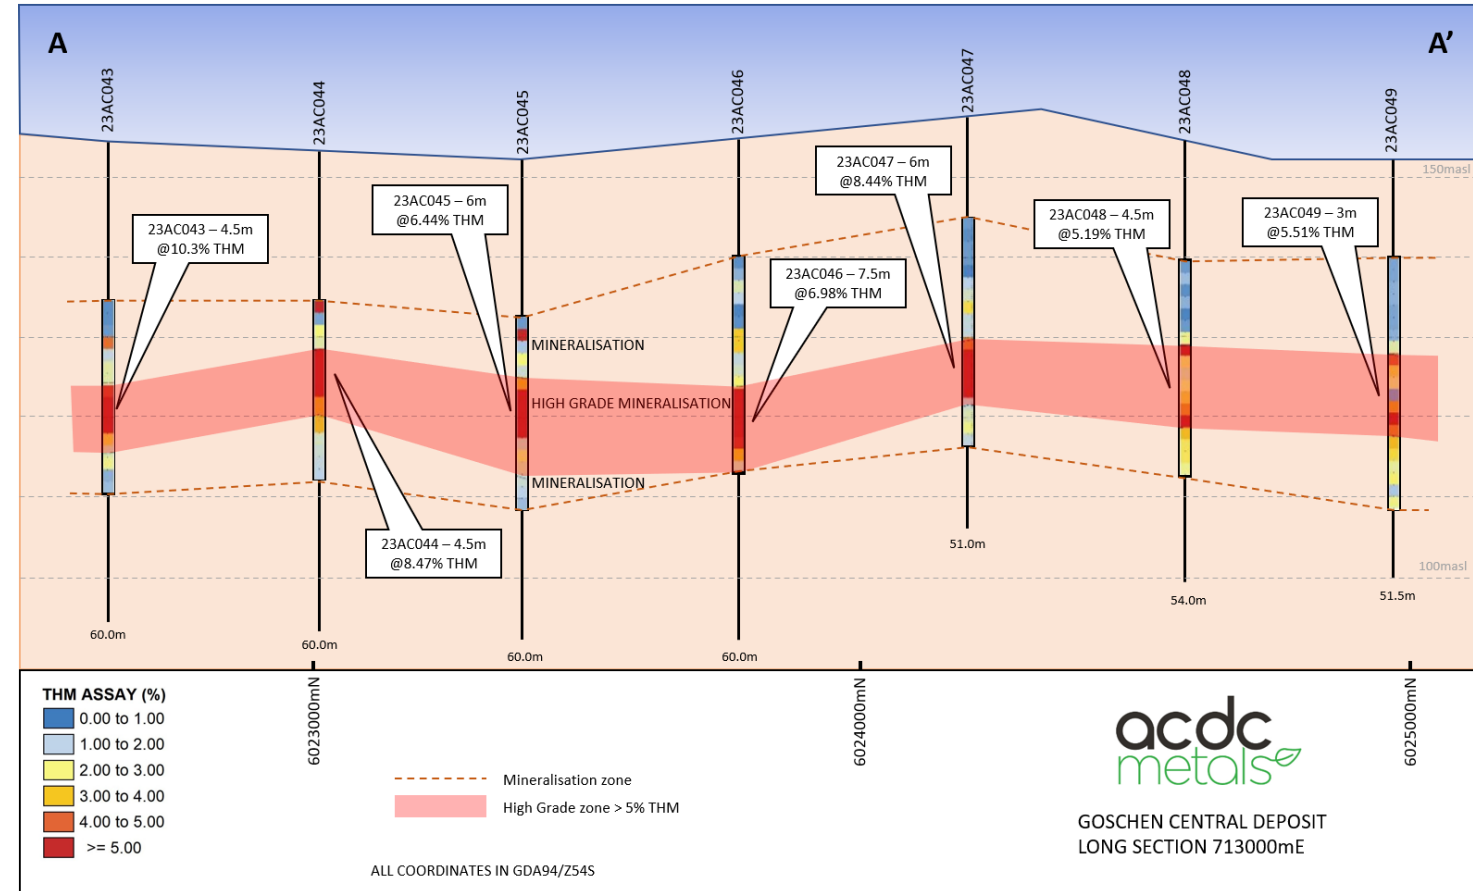 A
A'
23AC043
23AC044
23AC045
23AC046
23AC047
23AC048
23AC049
150masl
23AC043 – 4.5m
@10.3% THM
23AC045 – 6m
@6.44% THM
23AC047 – 6m
@8.44% THM
23AC048 – 4.5m
@5.19% THM
23AC049 – 3m
@5.51% THM
23AC046 – 7.5m
@6.98% THM
MINERALISATION
HIGH GRADE MINERALISATION
MINERALISATION
23AC044 – 4.5m
@8.47% THM
100masl
60.0m
60.0m
60.0m
60.0m
51.0m
54.0m
51.5m
6023000mN
6024000mN
6025000mN
THM ASSAY (%)
0.00 to 1.00
1.00 to 2.00
2.00 to 3.00
3.00 to 4.00
4.00 to 5.00
>= 5.00
Mineralisation zone
High Grade zone > 5% THM
ALL COORDINATES IN GDA94/Z54S
acdc
metals
GOSCHEN CENTRAL DEPOSIT
LONG SECTION 713000mE